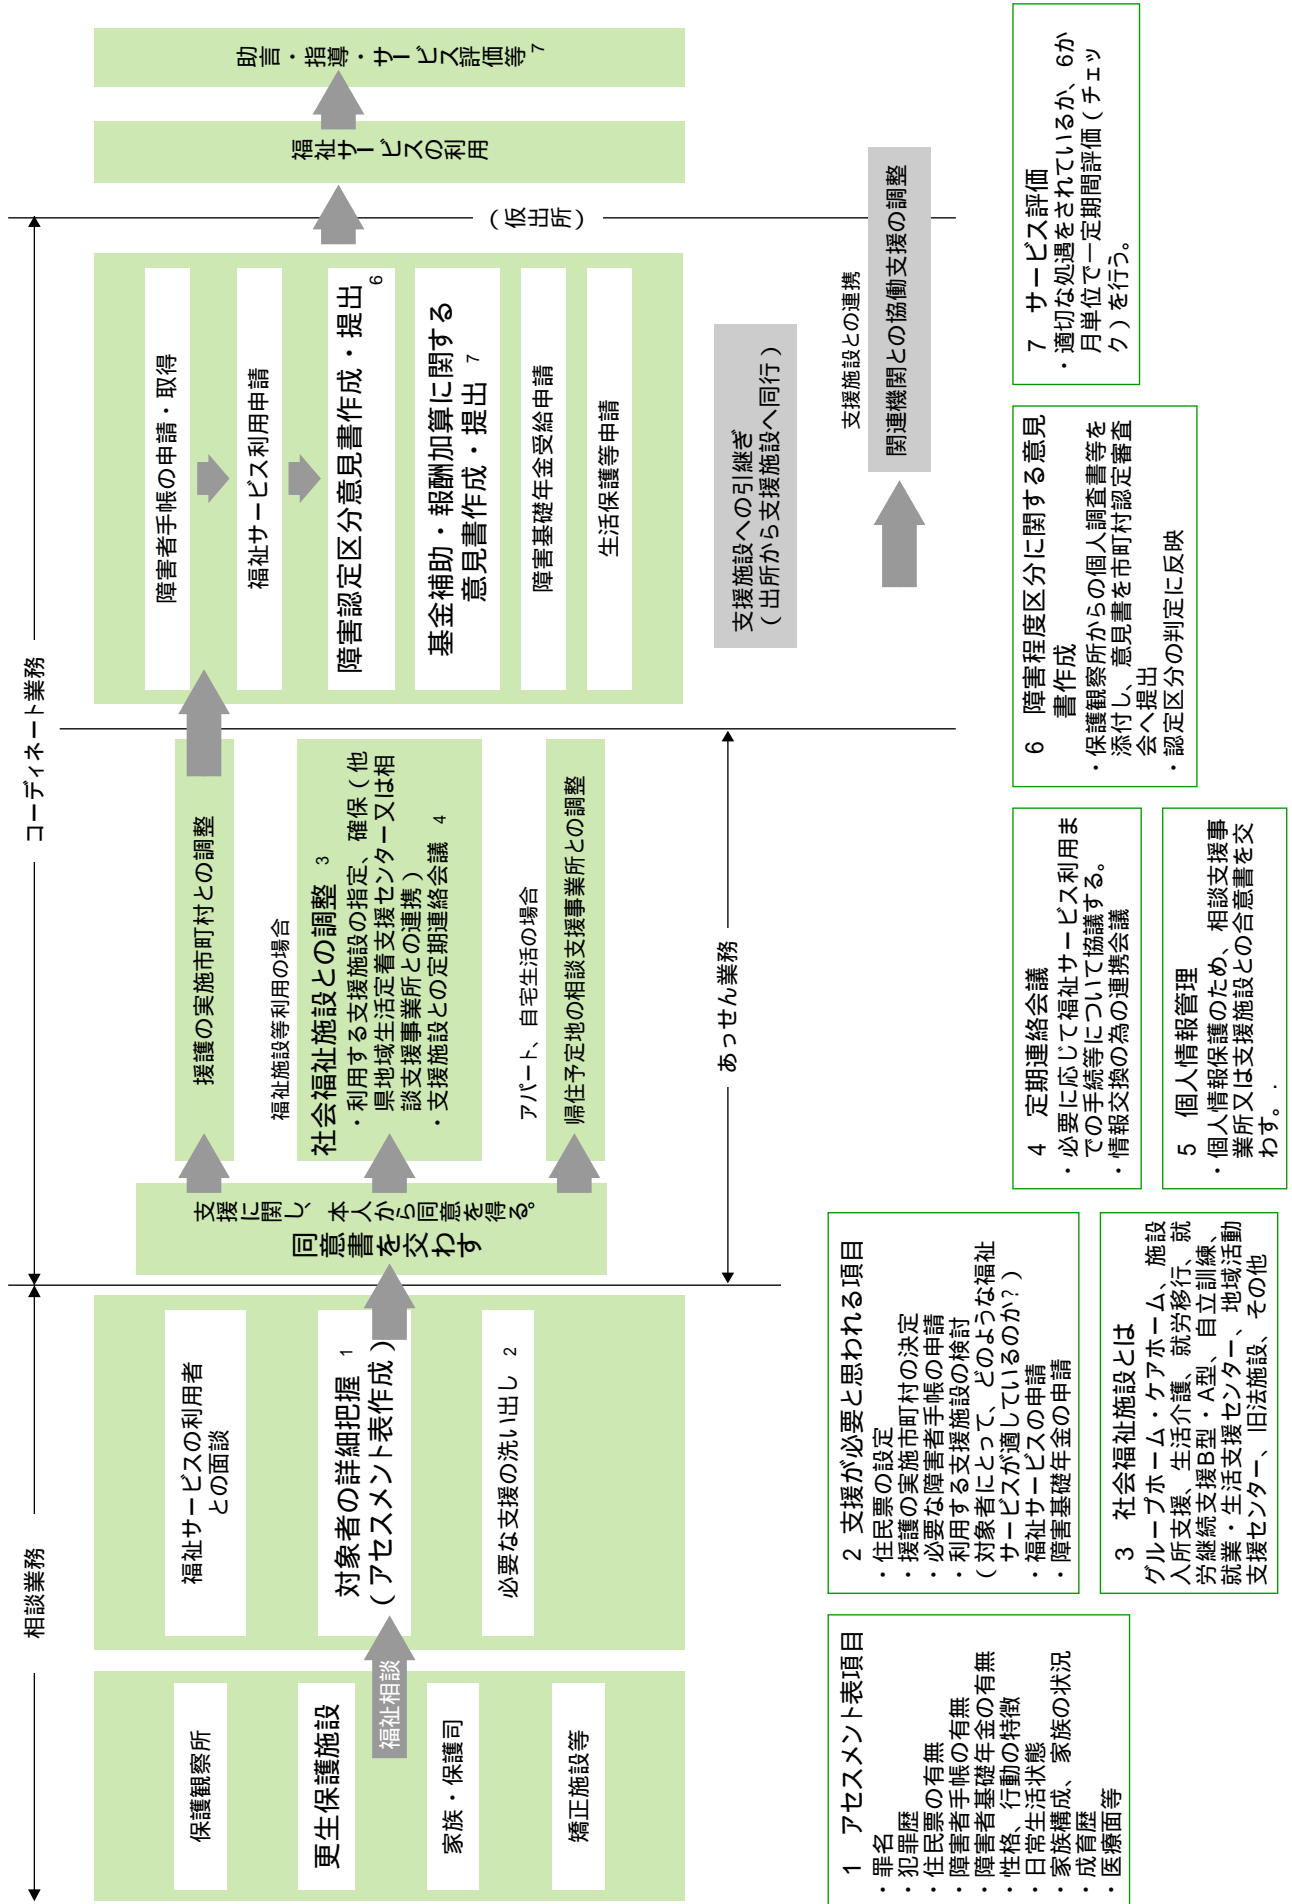 相談業務
コーディネート業務
あっせん業務
保護観察所
更生保護施設
家族・保護司
矯正施設等
福祉相談
福祉サービスの利用者
との面談
対象者の詳細把握 1
(アセスメント表作成)
必要な支援の洗い出し 2
支援に関し、本人から同意を得る。
同意書を交わす
援護の実施市町村との調整
福祉施設等利用の場合
社会福祉施設との調整 3
・利用する支援施設の指定、確保(他
県地域生活定着支援センター又は相
談支援事業所との連携)
・支援施設との定期連絡会議 4
アパート、自宅生活の場合
帰住予定地の相談支援事業所との調整
障害者手帳の申請・取得
福祉サービス利用申請
障害認定区分意見書作成・提出 6
基金補助・報酬加算に関する
意見書作成・提出 7
障害基礎年金受給申請
生活保護等申請
支援施設への引継ぎ
(出所から支援施設へ同行)
支援施設との連携
関連機関との協働支援の調整
(仮出所)
福祉サービスの利用
助言・指導・サービス評価等 7
1 アセスメント表項目
・罪名
・犯罪歴
・住民票の有無
・障害者手帳の有無
・障害者基礎年金の有無
・性格、行動の特徴
・日常生活状態
・家族構成、家族の状況
・成育歴
・医療面等
2 支援が必要と思われる項目
・住民票の設定
・援護の実施市町村の決定
・必要な障害者手帳の申請
・利用する支援施設の検討
(対象者にとって、どのような福祉
サービスが適しているのか?)
・福祉サービスの申請
・障害基礎年金の申請
3 社会福祉施設とは
グループホーム・ケアホーム、施設
入所支援、生活介護、就労移行、就
労継続支援B型・A型、自立訓練、
就業・生活支援センター、地域活動
支援センター、旧法施設、その他
4 定期連絡会議
・必要に応じて福祉サービス利用ま
での手続等について協議する。
・情報交換の為の連携会議
5 個人情報管理
・個人情報保護のため、相談支援事
業所又は支援施設との合意書を交
わす。.
6 障害程度区分に関する意見
書作成
・保護観察所からの個人調査書等を
添付し、意見書を市町村認定審査
会へ提出
・認定区分の判定に反映
7 サービス評価
・適切な処遇をされているか、6か
月単位で一定期間評価(チェッ
ク)を行う。